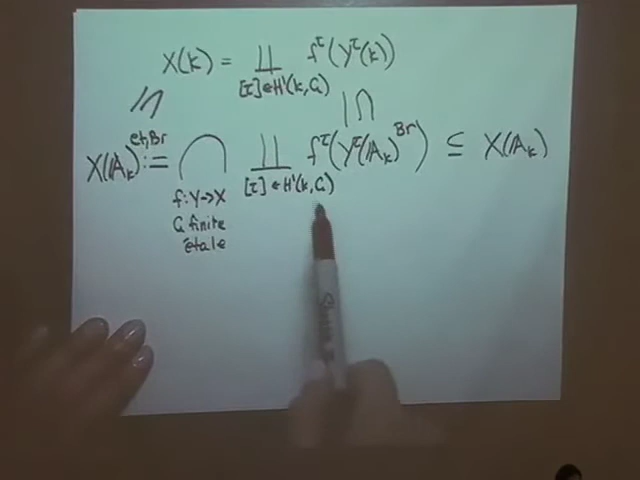 X(k) = ∐ f^τ(Y^τ(k))
[τ]∈H¹(k,G)
X(𝔸_k)^{et,Br} := ⋂ ∐ f^τ(Y^τ(𝔸_k)^{Br}) ⊆ X(𝔸_k)
f:Y→X [τ]∈H¹(k,G)
G finite
étale